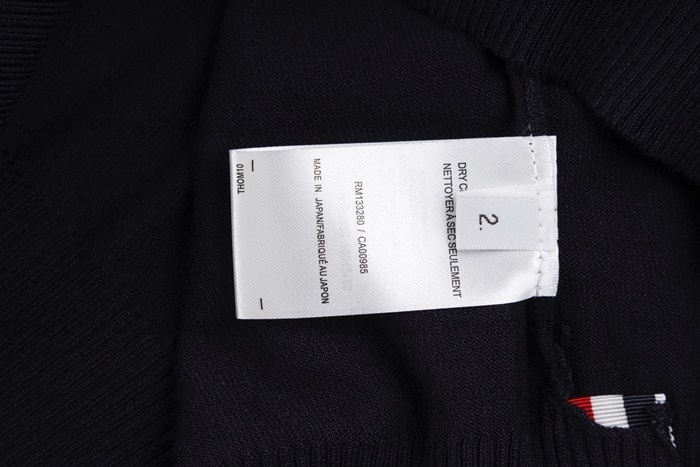 2.
DRY C
NETTOYER À SEC SEULEMENT
RM133280 / CA00985
MADE IN JAPAN/FABRIQUÉ AU JAPON
THOM10